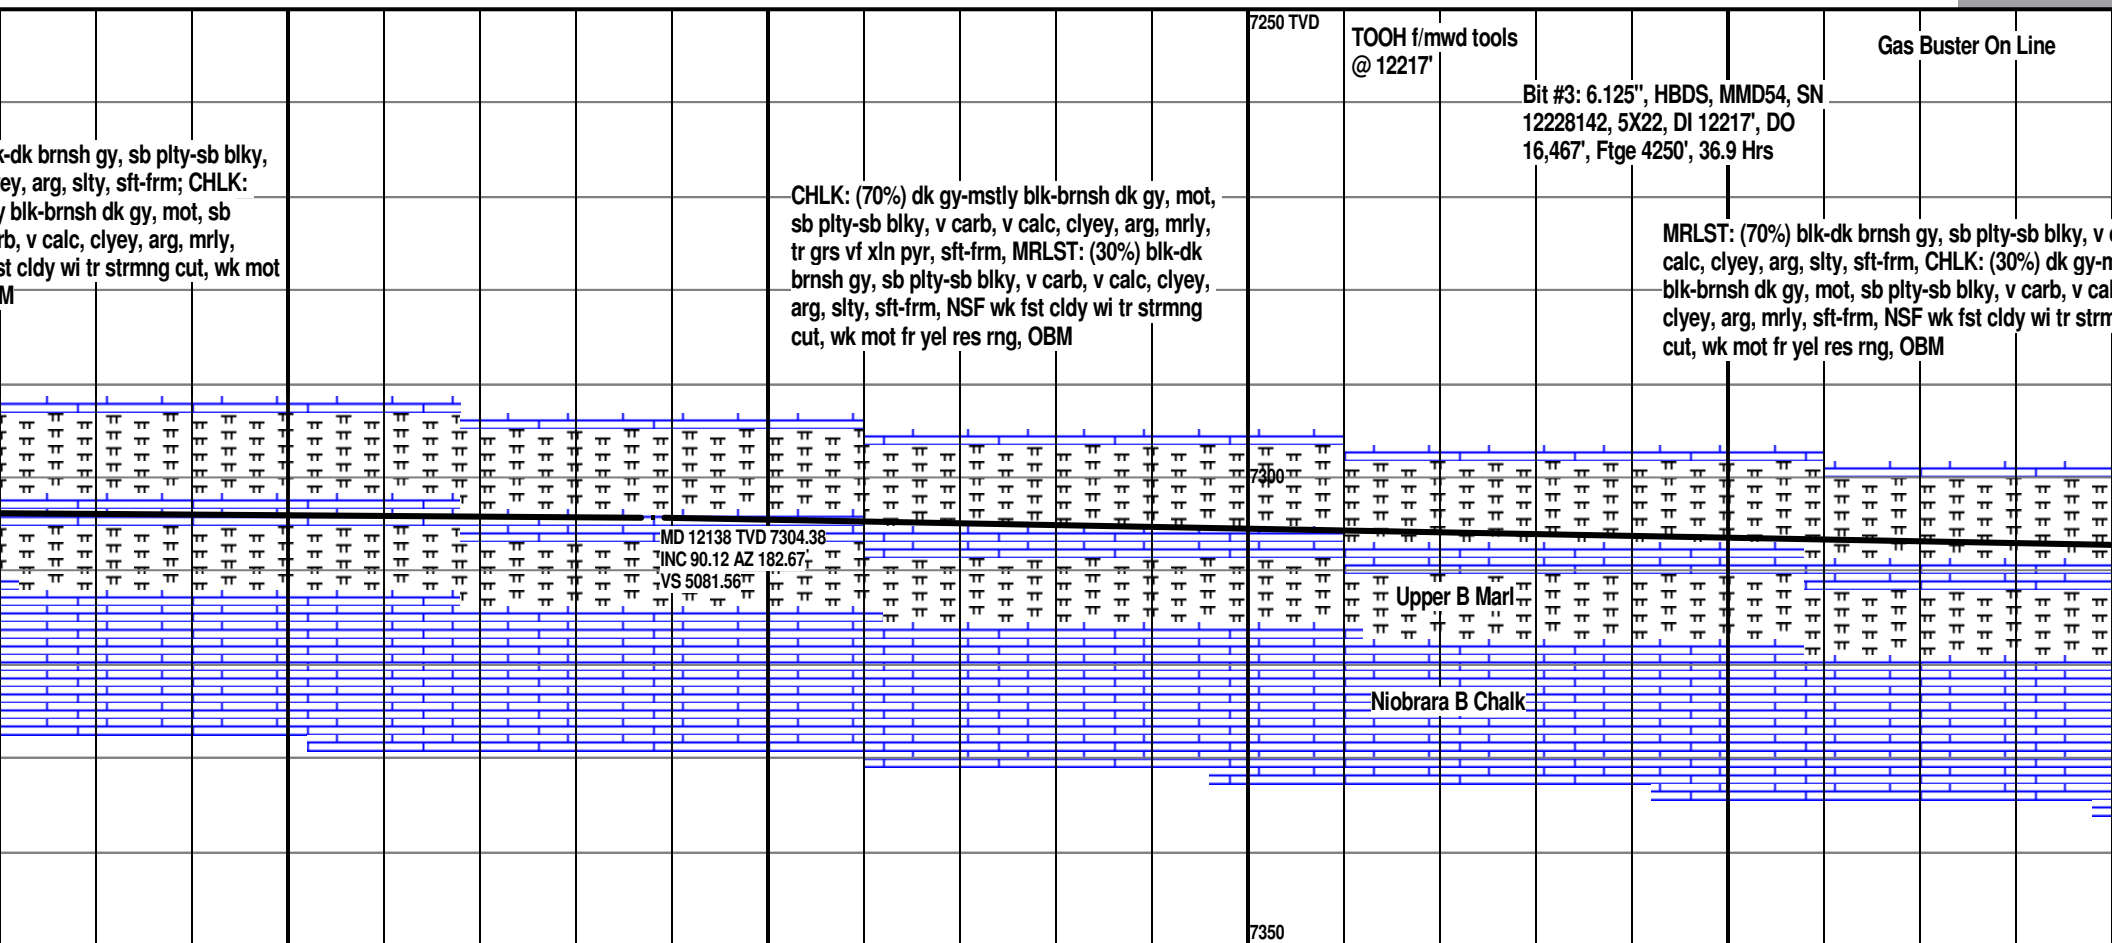 7250 TVD
TOOH f/mwd tools
@ 12217'
Gas Buster On Line
Bit #3: 6.125", HBDS, MMD54, SN
12228142, 5X22, DI 12217', DO
16,467', Ftge 4250', 36.9 Hrs
k-dk brnsh gy, sb plty-sb blky,
ey, arg, slty, sft-frm; CHLK:
y blk-brnsh dk gy, mot, sb
rb, v calc, clyey, arg, mrly,
st cldy wi tr strmng cut, wk mot
M
CHLK: (70%) dk gy-mstly blk-brnsh dk gy, mot,
sb plty-sb blky, v carb, v calc, clyey, arg, mrly,
tr grs vf xln pyr, sft-frm, MRLST: (30%) blk-dk
brnsh gy, sb plty-sb blky, v carb, v calc, clyey,
arg, slty, sft-frm, NSF wk fst cldy wi tr strmng
cut, wk mot fr yel res rng, OBM
MRLST: (70%) blk-dk brnsh gy, sb plty-sb blky, v
calc, clyey, arg, slty, sft-frm, CHLK: (30%) dk gy-m
blk-brnsh dk gy, mot, sb plty-sb blky, v carb, v cal
clyey, arg, mrly, sft-frm, NSF wk fst cldy wi tr strm
cut, wk mot fr yel res rng, OBM
7300
MD 12138 TVD 7304.38
INC 90.12 AZ 182.67
VS 5081.56
Upper B Marl
Niobrara B Chalk
7350